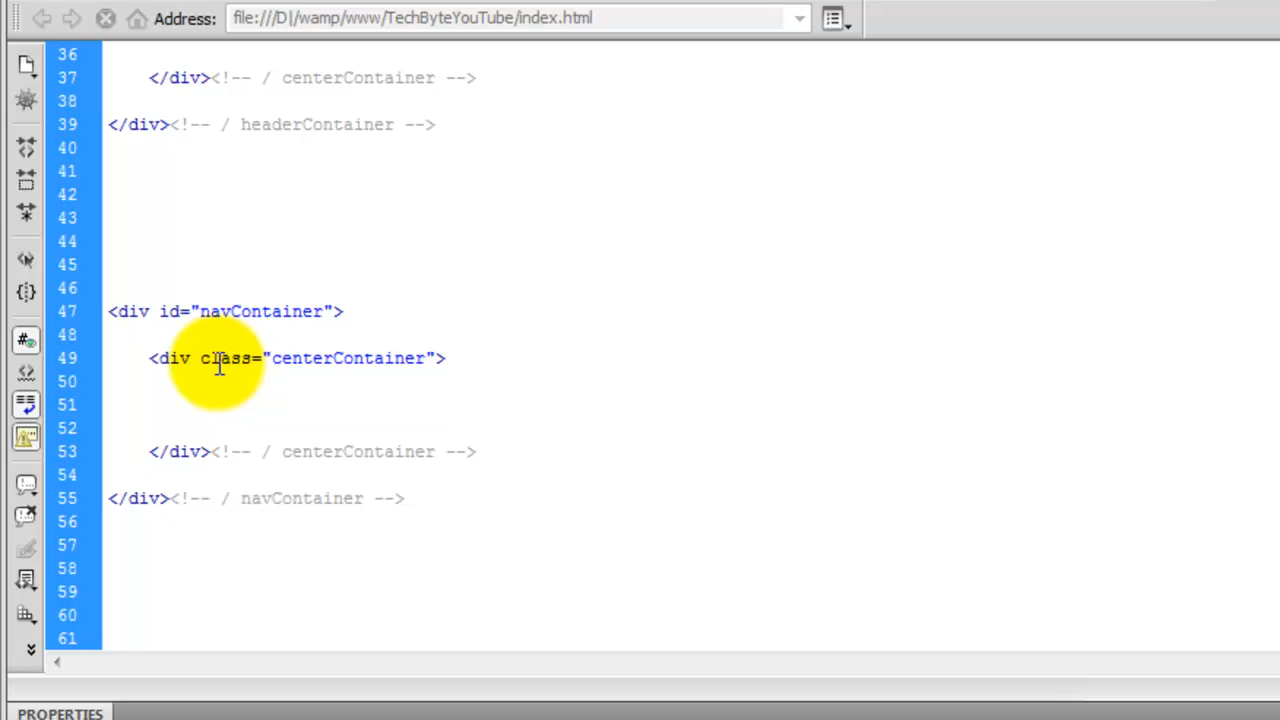 Address: file:///D|/wamp/www/TechByteYouTube/index.html
36
37 </div><!-- / centerContainer -->
38
39 </div><!-- / headerContainer -->
40
41
42
43
44
45
46
47 <div id="navContainer">
48
49 <div class="centerContainer">
50
51
52
53 </div><!-- / centerContainer -->
54
55 </div><!-- / navContainer -->
56
57
58
59
60
61
PROPERTIES